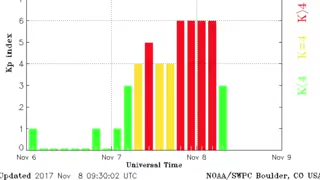 6
5
4
3
2
1
0
Kp index
K>4
K=4
K<4
Nov 6
Nov 7
Nov 8
Nov 9
Universal Time
Updated 2017 Nov 8 09:30:02 UTC
NOAA/SWPC Boulder, CO USA